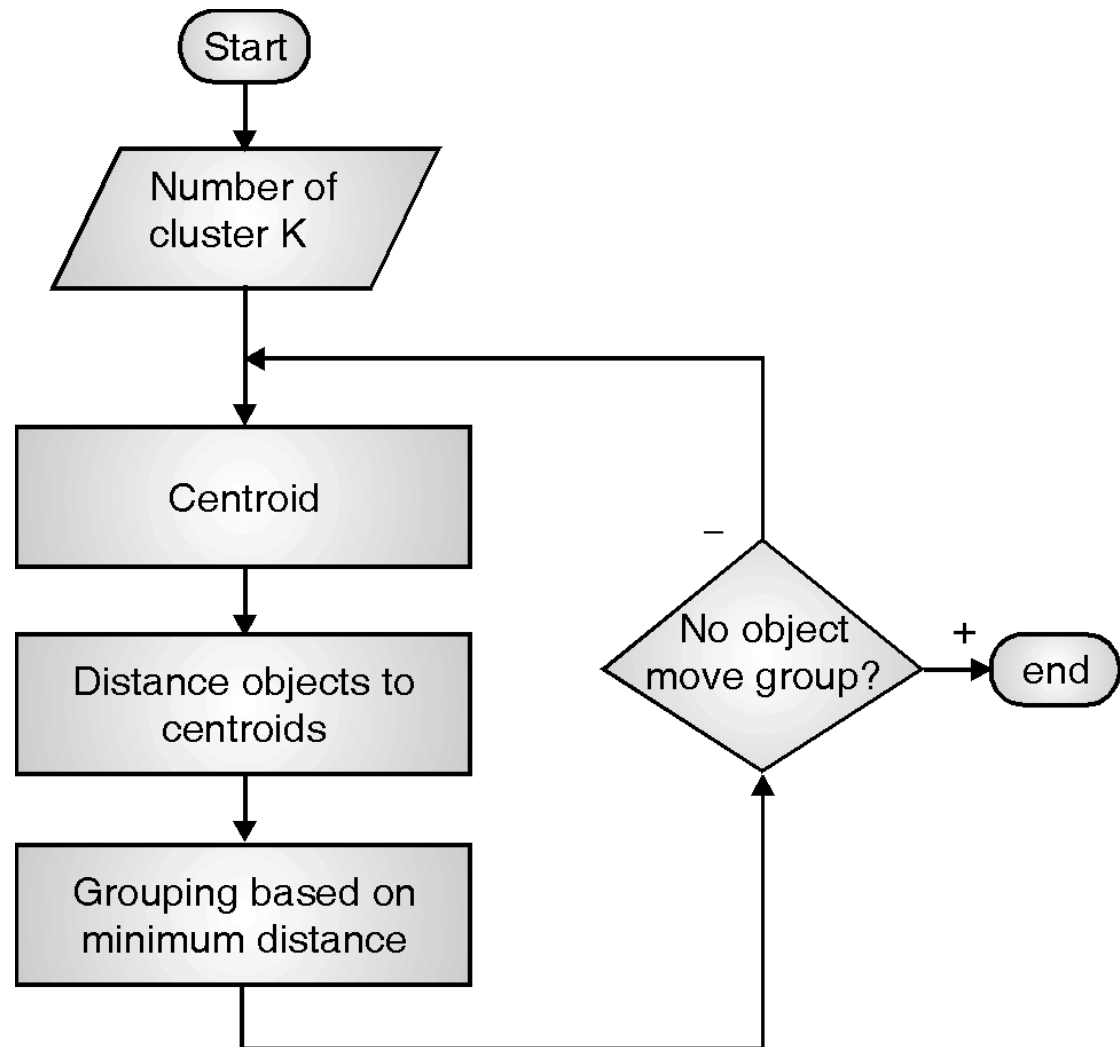 Start
Number of
cluster K
Centroid
Distance objects to
centroids
Grouping based on
minimum distance
–
No object
move group?
+
end